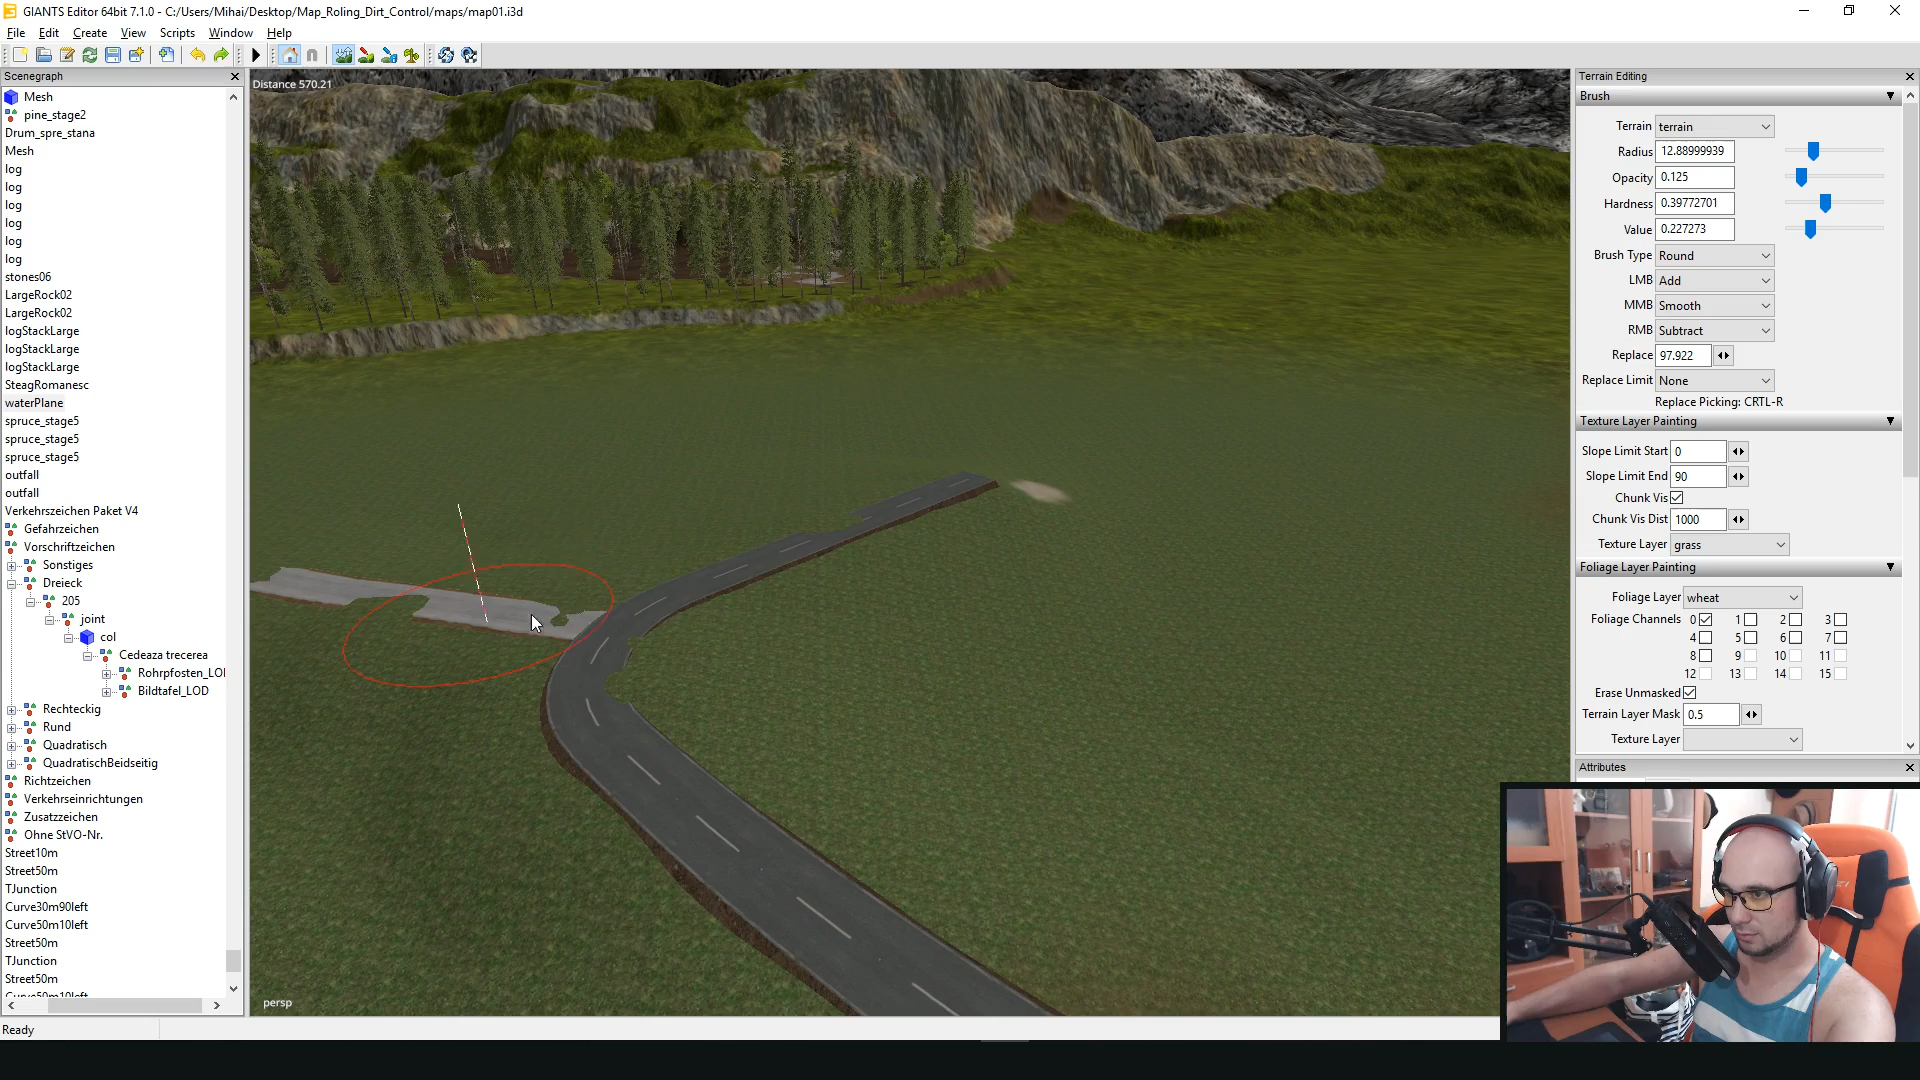 GIANTS Editor 64bit 7.1.0 - C:/Users/Mihai/Desktop/Map_Roling_Dirt_Control/maps/map01.i3d
File Edit Create View Scripts Window Help
Scenegraph
Mesh
pine_stage2
Drum_spre_stana
Mesh
log
log
log
log
log
log
stones06
LargeRock02
LargeRock02
logStackLarge
logStackLarge
logStackLarge
SteagRomanesc
waterPlane
spruce_stage5
spruce_stage5
spruce_stage5
outfall
outfall
Verkehrszeichen Paket V4
Gefahrzeichen
Vorschriftzeichen
Sonstiges
Dreieck
205
joint
col
Cedeaza trecerea
Rohrpfosten_LO
Bildtafel_LOD
Rechteckig
Rund
Quadratisch
QuadratischBeidseitig
Richtzeichen
Verkehrseinrichtungen
Zusatzzeichen
Ohne StVO-Nr.
Street10m
Street50m
TJunction
Curve30m90left
Curve50m10left
Street50m
TJunction
Street50m
Curve50m10left
Ready
Distance 570.21
persp
Terrain Editing
Brush
Terrain terrain
Radius 12.88999939
Opacity 0.125
Hardness 0.39772701
Value 0.227273
Brush Type Round
LMB Add
MMB Smooth
RMB Subtract
Replace 97.922
Replace Limit None
Replace Picking: CRTL-R
Texture Layer Painting
Slope Limit Start 0
Slope Limit End 90
Chunk Vis
Chunk Vis Dist 1000
Texture Layer grass
Foliage Layer Painting
Foliage Layer wheat
Foliage Channels 0 1 2 3
4 5 6 7
8 9 10 11
12 13 14 15
Erase Unmasked
Terrain Layer Mask 0.5
Texture Layer
Attributes